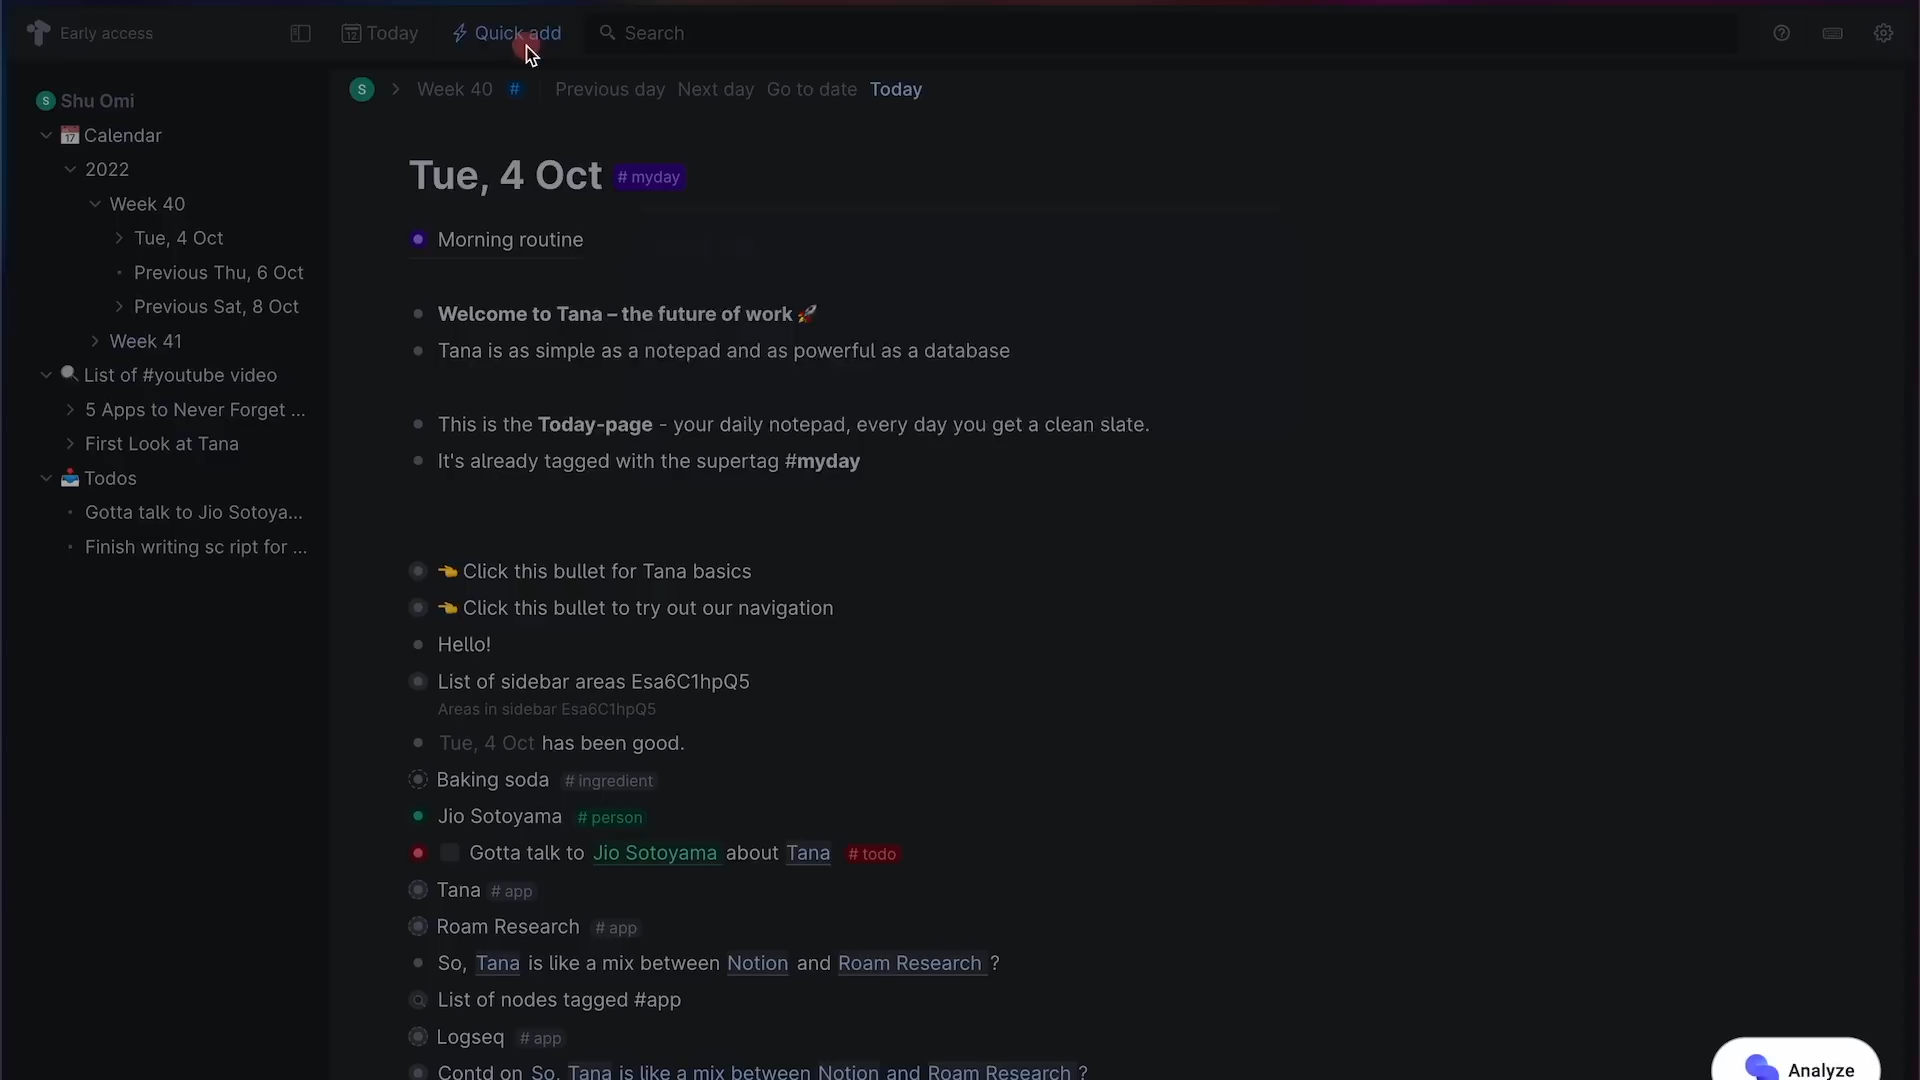 Early access
12 Today
Quick add
Search
S
Week 40 #
Previous day Next day Go to date Today
S Shu Omi
17 Calendar
2022
Week 40
Tue, 4 Oct
Previous Thu, 6 Oct
Previous Sat, 8 Oct
Week 41
List of #youtube video
5 Apps to Never Forget ...
First Look at Tana
Todos
Gotta talk to Jio Sotoya...
Finish writing sc ript for ...
Tue, 4 Oct # myday
Morning routine
Welcome to Tana – the future of work 🚀
Tana is as simple as a notepad and as powerful as a database
This is the Today-page - your daily notepad, every day you get a clean slate.
It's already tagged with the supertag #myday
👈 Click this bullet for Tana basics
👈 Click this bullet to try out our navigation
Hello!
List of sidebar areas Esa6C1hpQ5
Areas in sidebar Esa6C1hpQ5
Tue, 4 Oct has been good.
Baking soda # ingredient
Jio Sotoyama # person
Gotta talk to Jio Sotoyama about Tana # todo
Tana # app
Roam Research # app
So, Tana is like a mix between Notion and Roam Research ?
List of nodes tagged #app
Logseq # app
Contd on So, Tana is like a mix between Notion and Roam Research ?
Analyze